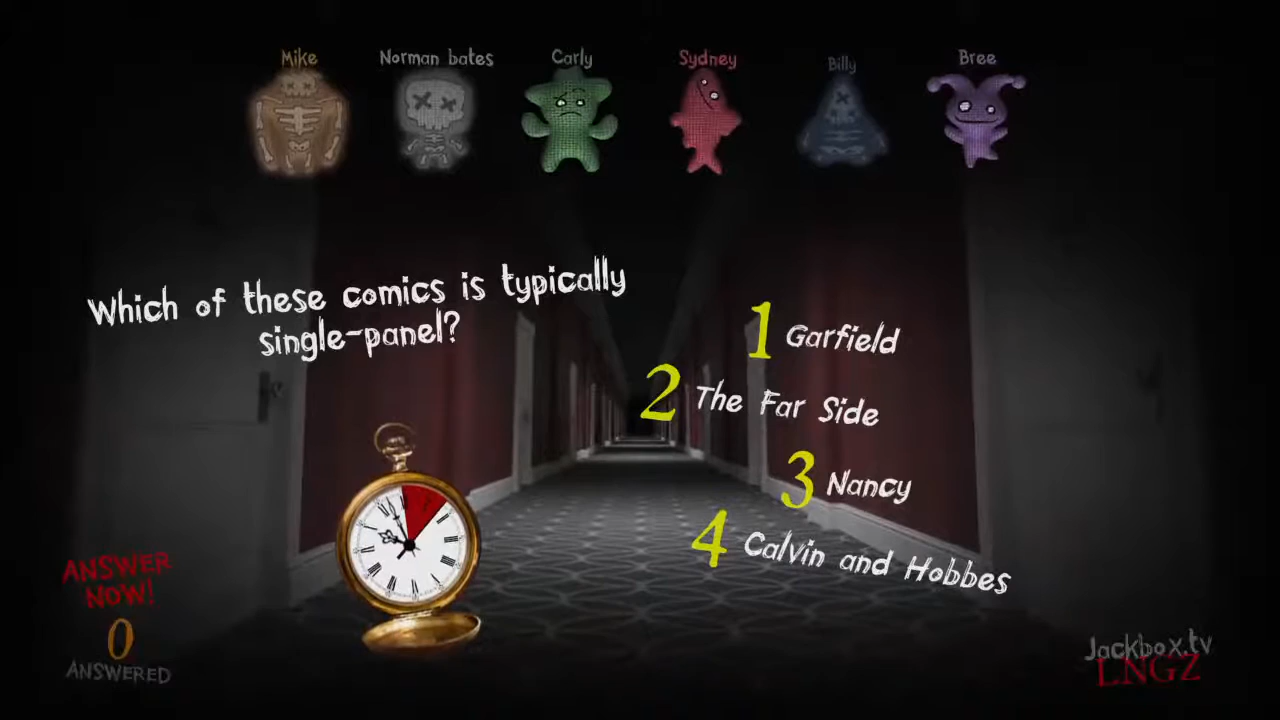 Mike
Norman bates
Carly
Sydney
Billy
Bree
Which of these comics is typically
single-panel?
1 Garfield
2 The Far Side
3 Nancy
4 Calvin and Hobbes
ANSWER
NOW!
0
ANSWERED
Jackbox.tv
LNGZ